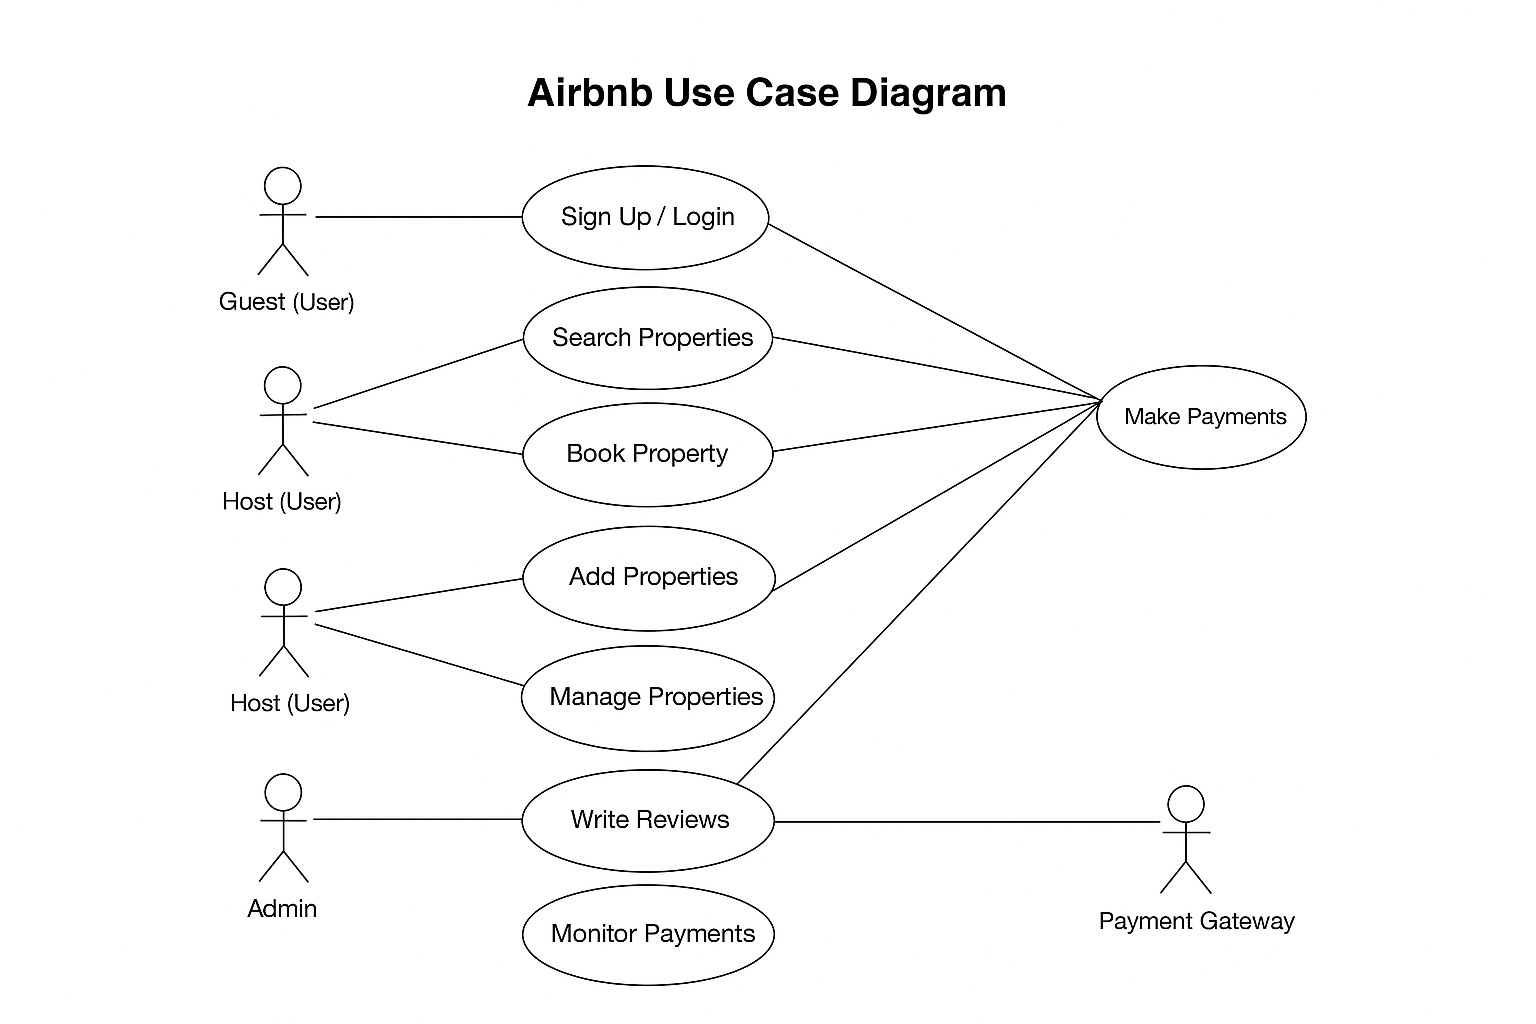 Airbnb Use Case Diagram
Sign Up / Login
Guest (User)
Search Properties
Make Payments
Book Property
Host (User)
Add Properties
Manage Properties
Host (User)
Write Reviews
Admin
Payment Gateway
Monitor Payments